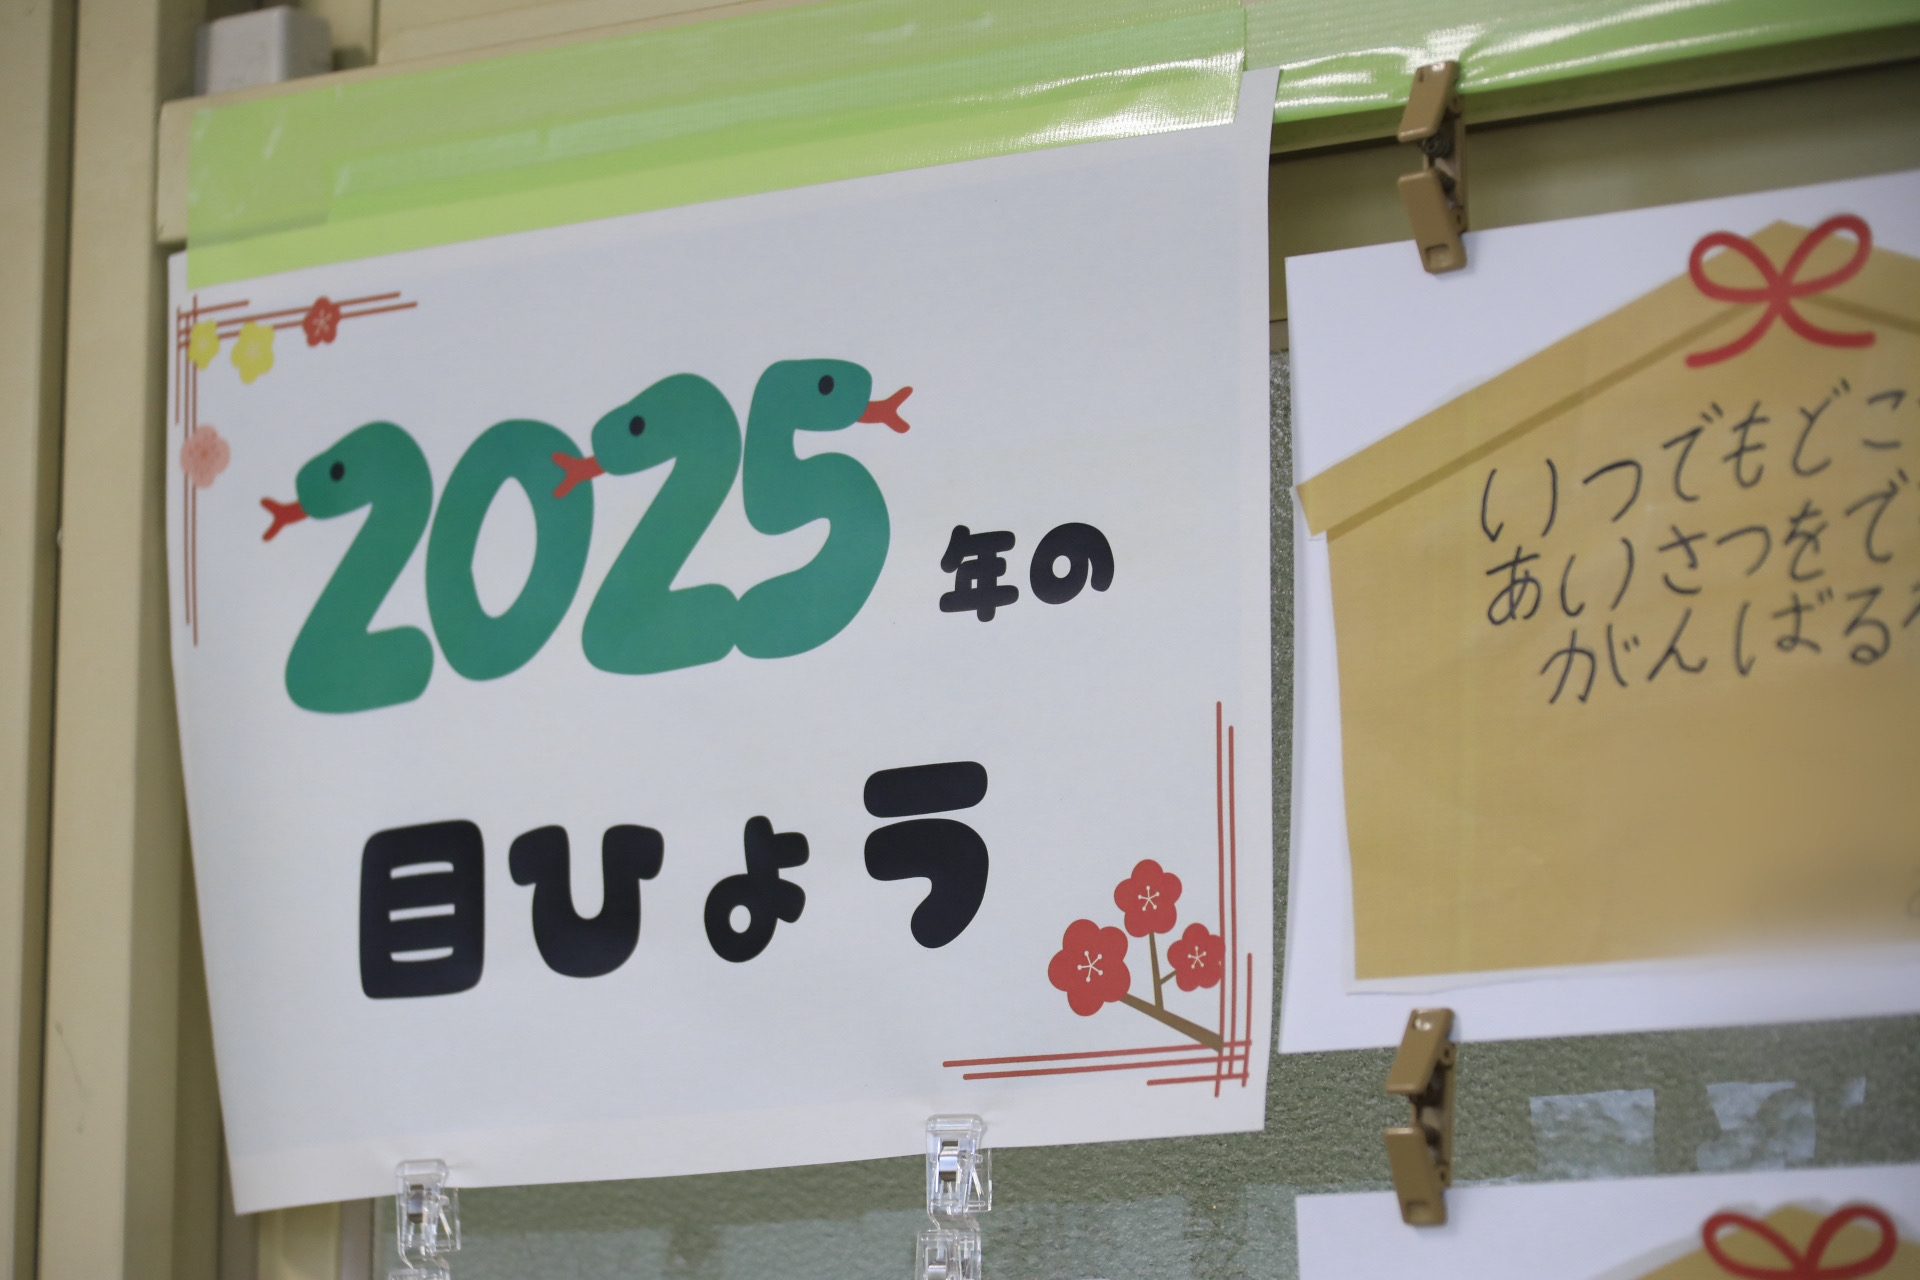 2025年の
目ひょう
いつでもどこ
あいさつをで
がんばる